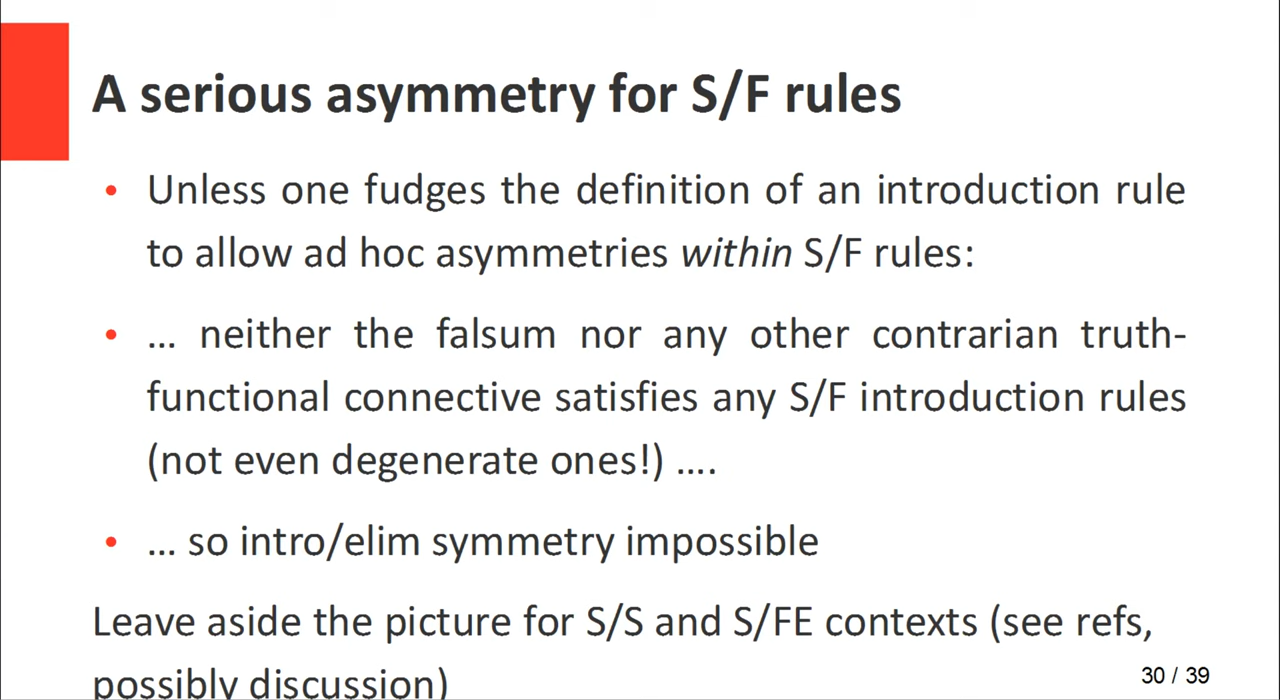 A serious asymmetry for S/F rules
• Unless one fudges the definition of an introduction rule
to allow ad hoc asymmetries within S/F rules:
• ... neither the falsum nor any other contrarian truth-
functional connective satisfies any S/F introduction rules
(not even degenerate ones!) ....
• ... so intro/elim symmetry impossible
Leave aside the picture for S/S and S/FE contexts (see refs,
possibly discussion)
30 / 39